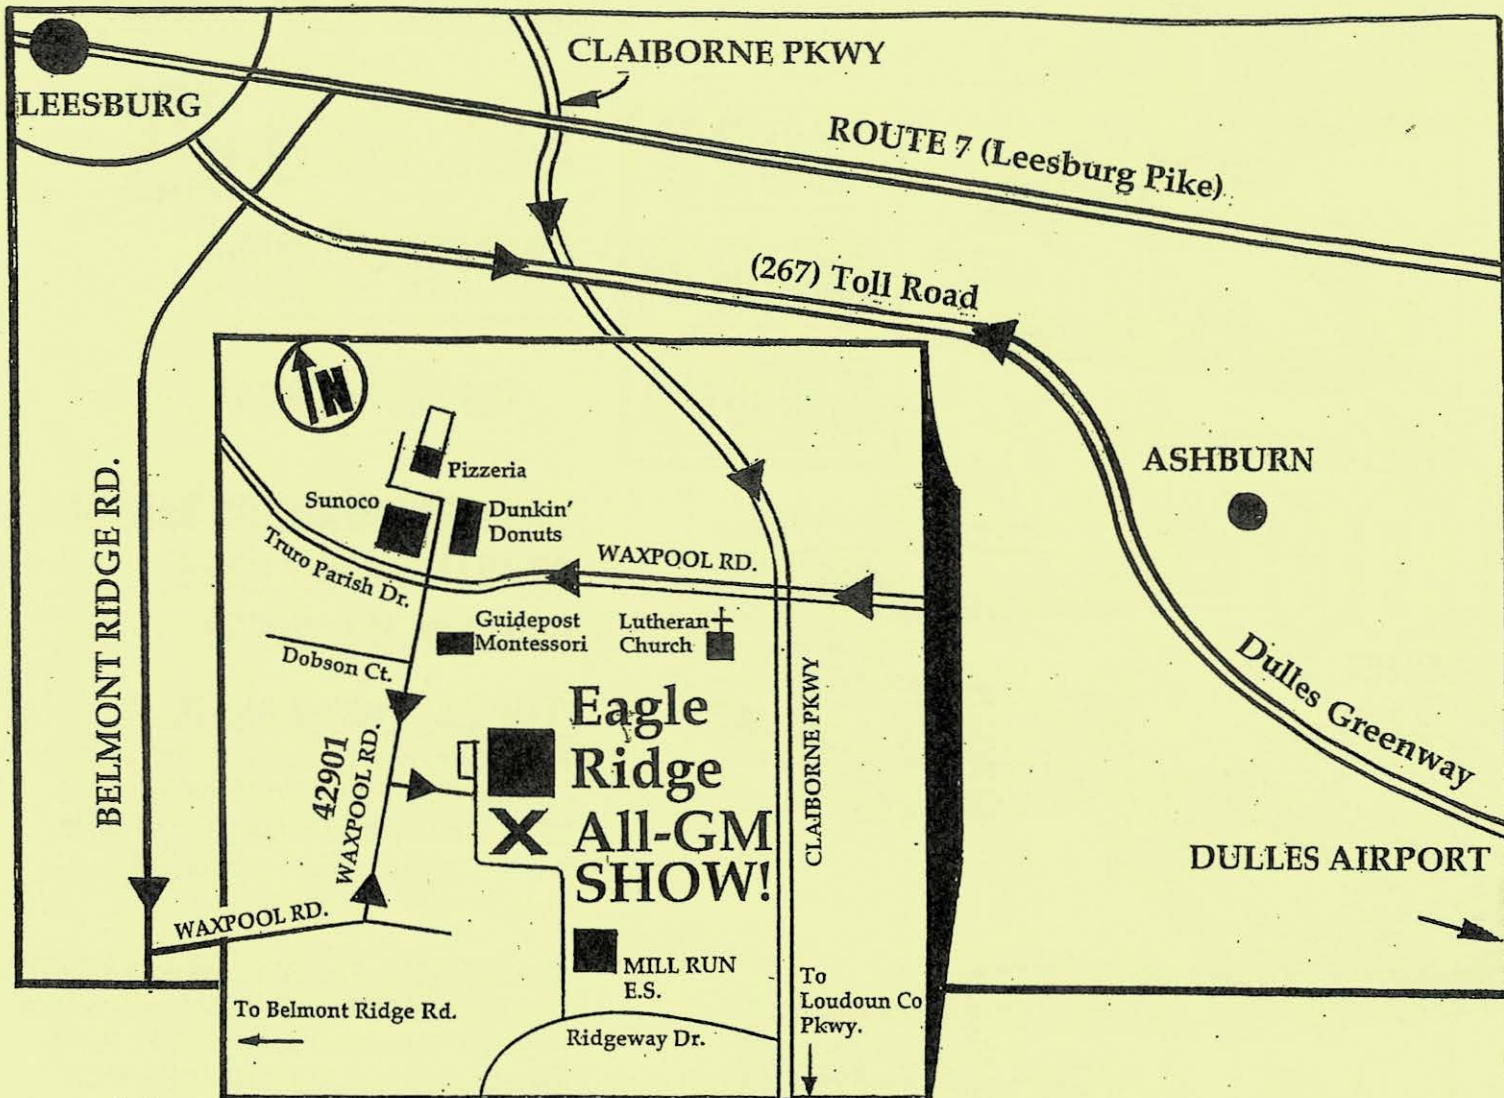 CLAIBORNE PKWY
LEESBURG
ROUTE 7 (Leesburg Pike)
(267) Toll Road
N
BELMONT RIDGE RD.
Pizzeria
Sunoco
Dunkin'
Donuts
ASHBURN
Truro Parish Dr.
WAXPOOL RD.
Guidepost
Montessori
Lutheran
Church
Dobson Ct.
Dulles Greenway
Eagle
Ridge
All-GM
SHOW!
X
42901
WAXPOOL RD.
CLAIBORNE PKWY
DULLES AIRPORT
WAXPOOL RD.
MILL RUN
E.S.
To
Loudoun Co
Pkwy.
To Belmont Ridge Rd.
Ridgeway Dr.